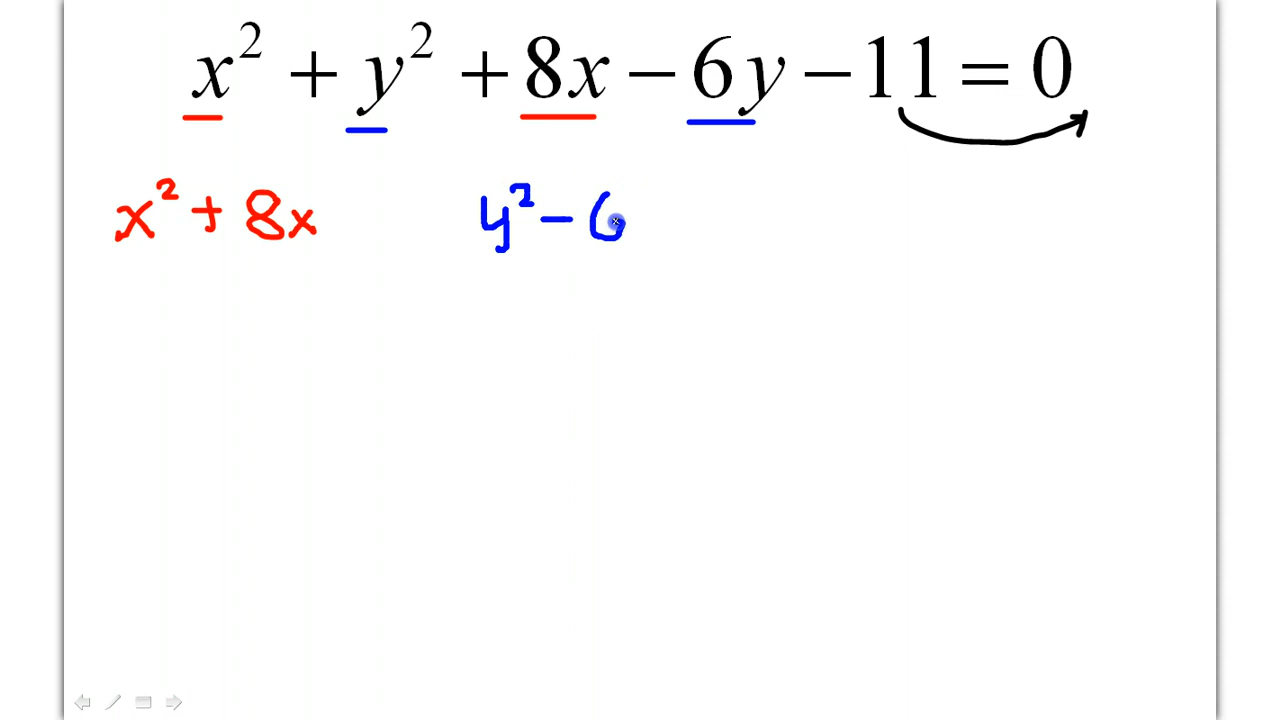 x² + y² + 8x − 6y − 11 = 0
x² + 8x y² − 6